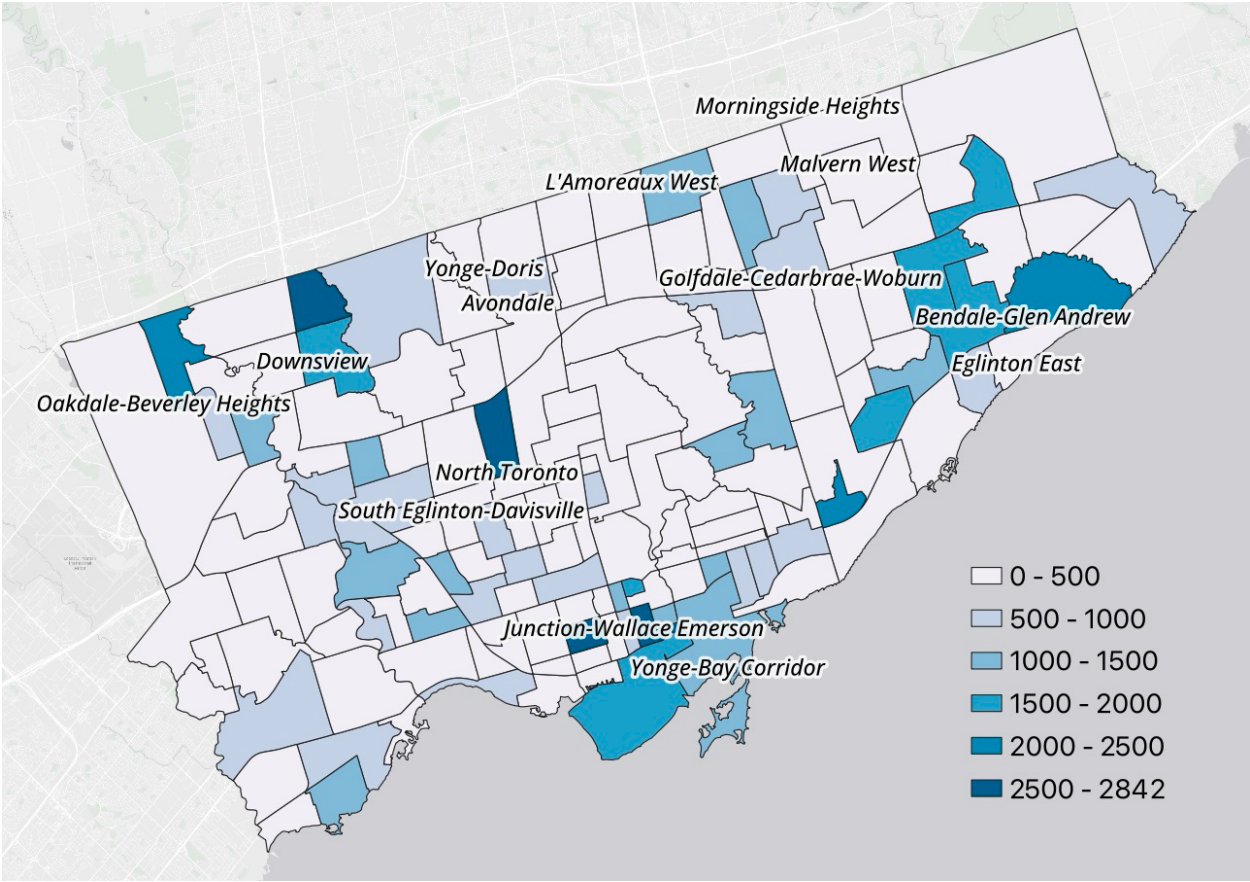 Morningside Heights
Malvern West
L'Amoreaux West
Yonge-Doris
Golfdale-Cedarbrae-Woburn
Avondale
Bendale-Glen Andrew
Downsview
Eglinton East
Oakdale-Beverley Heights
North Toronto
South Eglinton-Davisville
Junction-Wallace Emerson
Yonge-Bay Corridor
0 - 500
500 - 1000
1000 - 1500
1500 - 2000
2000 - 2500
2500 - 2842